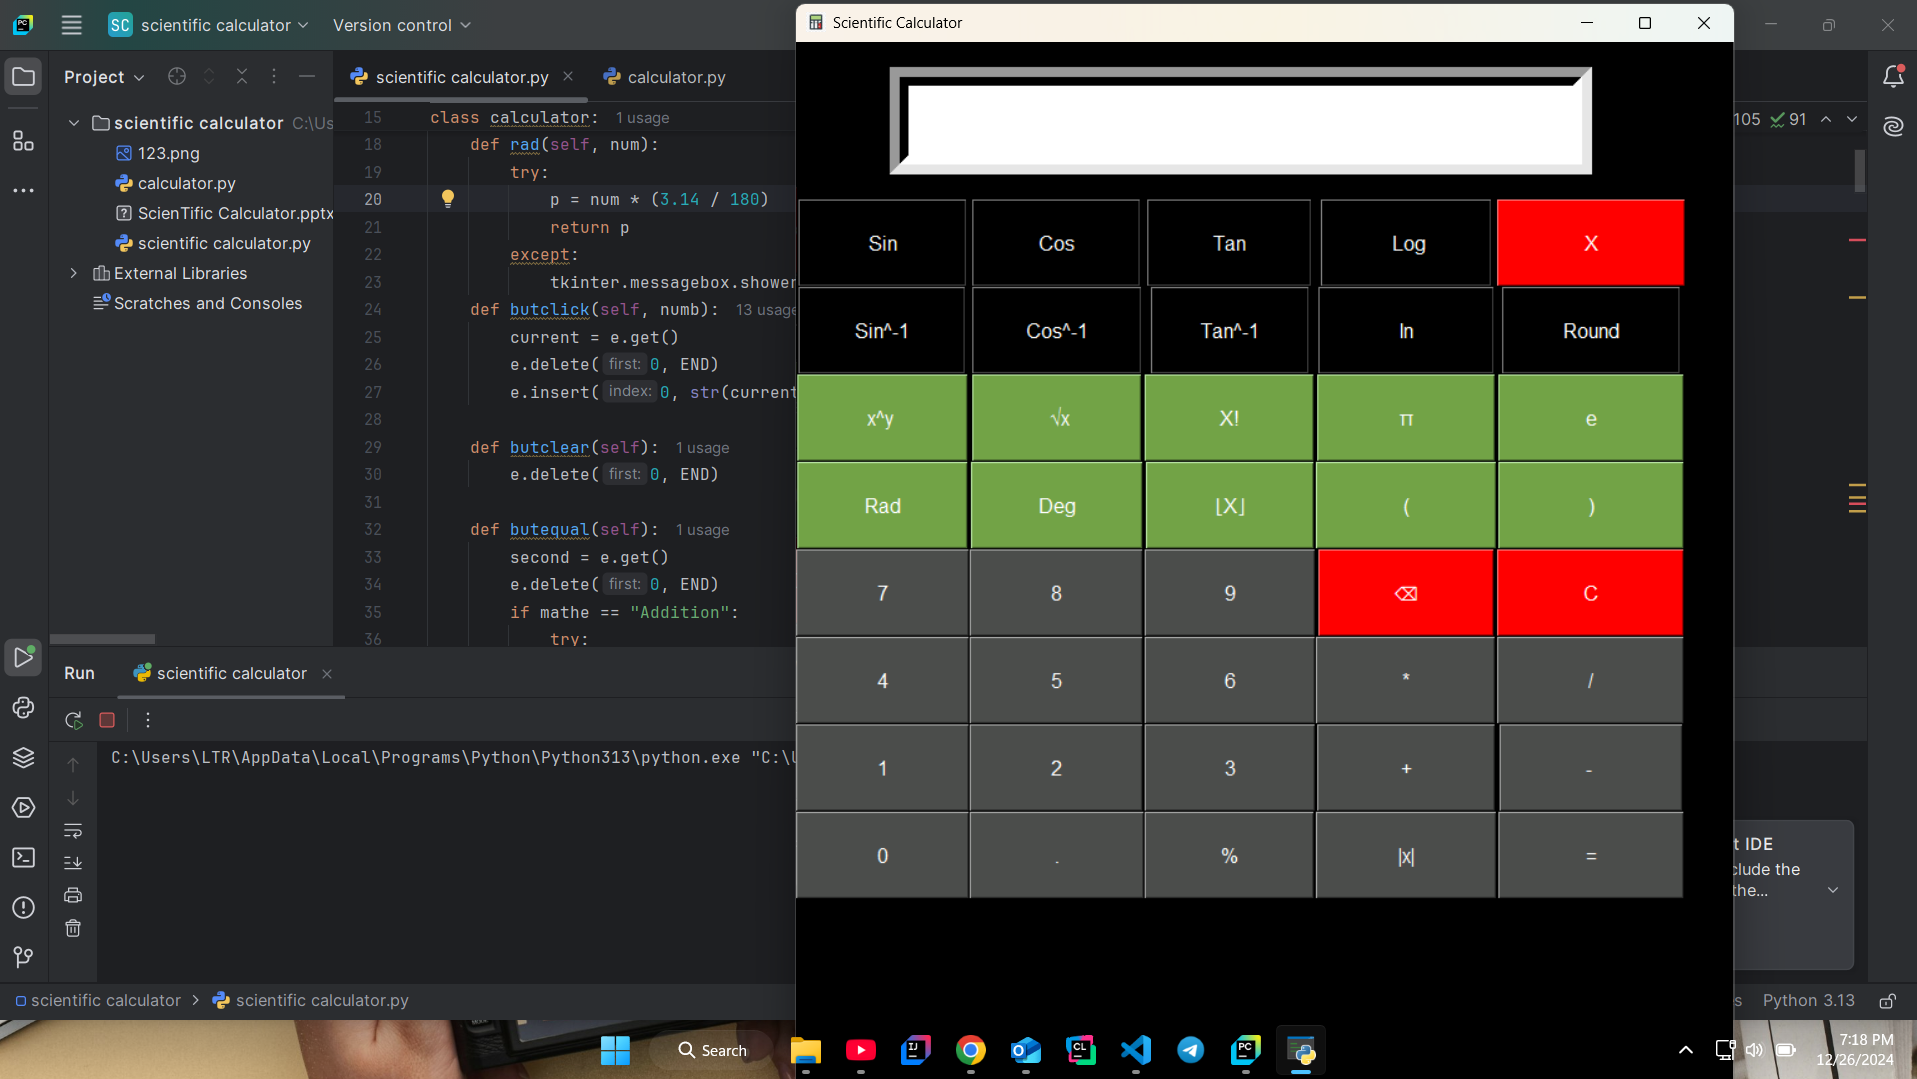 SC scientific calculator
Version control
Scientific Calculator
Project
scientific calculator.py
calculator.py
scientific calculator C:\Us
123.png
calculator.py
ScienTific Calculator.pptx
scientific calculator.py
External Libraries
Scratches and Consoles
15 class calculator: 1 usage
18 def rad(self, num):
19 try:
20 p = num * (3.14 / 180)
21 return p
22 except:
23 tkinter.messagebox.shower
24 def butclick(self, numb): 13 usage
25 current = e.get()
26 e.delete(first: 0, END)
27 e.insert(index: 0, str(current
28
29 def butclear(self): 1 usage
30 e.delete(first: 0, END)
31
32 def butequal(self): 1 usage
33 second = e.get()
34 e.delete(first: 0, END)
35 if mathe == "Addition":
36 try:
105 91
Sin Cos Tan Log X
Sin^-1 Cos^-1 Tan^-1 ln Round
x^y √x X! π e
Rad Deg ⌊X⌋ ( )
7 8 9 ⌫ C
4 5 6 * /
1 2 3 + -
0 . % |x| =
Run scientific calculator
C:\Users\LTR\AppData\Local\Programs\Python\Python313\python.exe "C:\U
t IDE
clude the
the...
scientific calculator > scientific calculator.py
s Python 3.13
Search
7:18 PM
12/26/2024